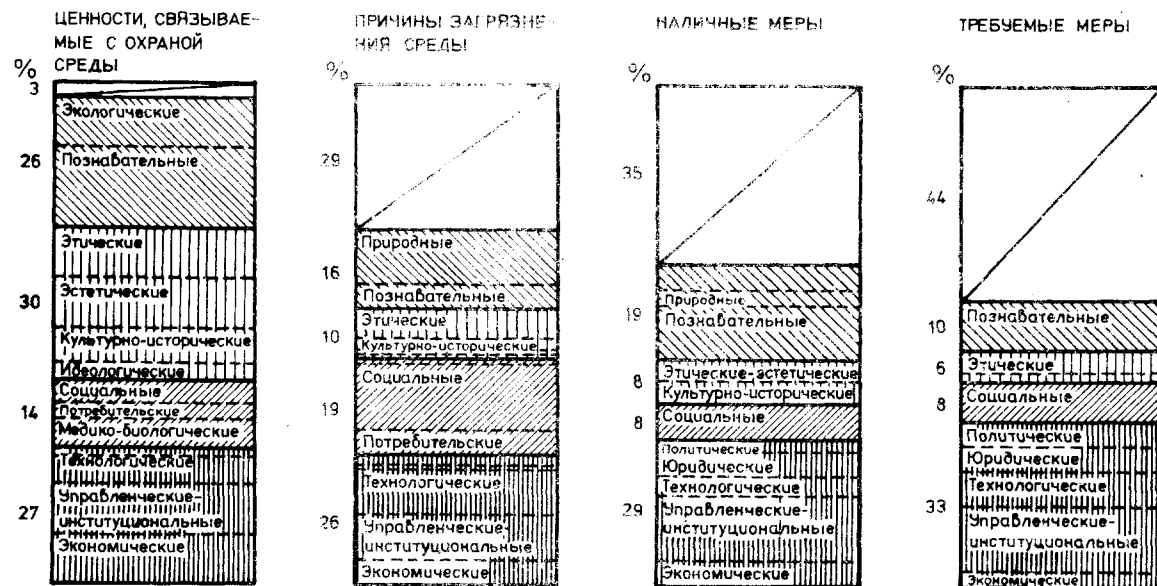 ЦЕННОСТИ, СВЯЗЫВАЕ-
МЫЕ С ОХРАНОЙ
СРЕДЫ
%
3
Экологические
Познавательные
26
Этические
Эстетические
30
Культурно-исторические
Идеологические
Социальные
14
Потребительские
Медико-биологические
Технологические
Управленческие-
27
институциональные
Экономические
ПРИЧИНЫ ЗАГРЯЗНЕ-
НИЯ СРЕДЫ
%
29
Природные
16
Познавательные
Этические
10
Культурно-исторические
Социальные
19
Потребительские
Технологические
26
Управленческие-
институциональные
Экономические
НАЛИЧНЫЕ МЕРЫ
%
35
Природные
19
Познавательные
Этические-эстетические
8
Культурно-исторические
Социальные
8
Политические
Юридические
Технологические
29
Управленческие-
институциональные
Экономические
ТРЕБУЕМЫЕ МЕРЫ
%
44
Познавательные
10
Этические
6
Социальные
8
Политические
Юридические
Технологические
33
Управленческие-
институциональные
Экономические